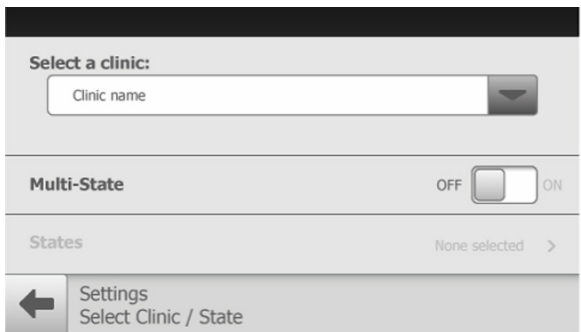 Select a clinic:
Clinic name
Multi-State
OFF
ON
States
None selected
Settings
Select Clinic / State